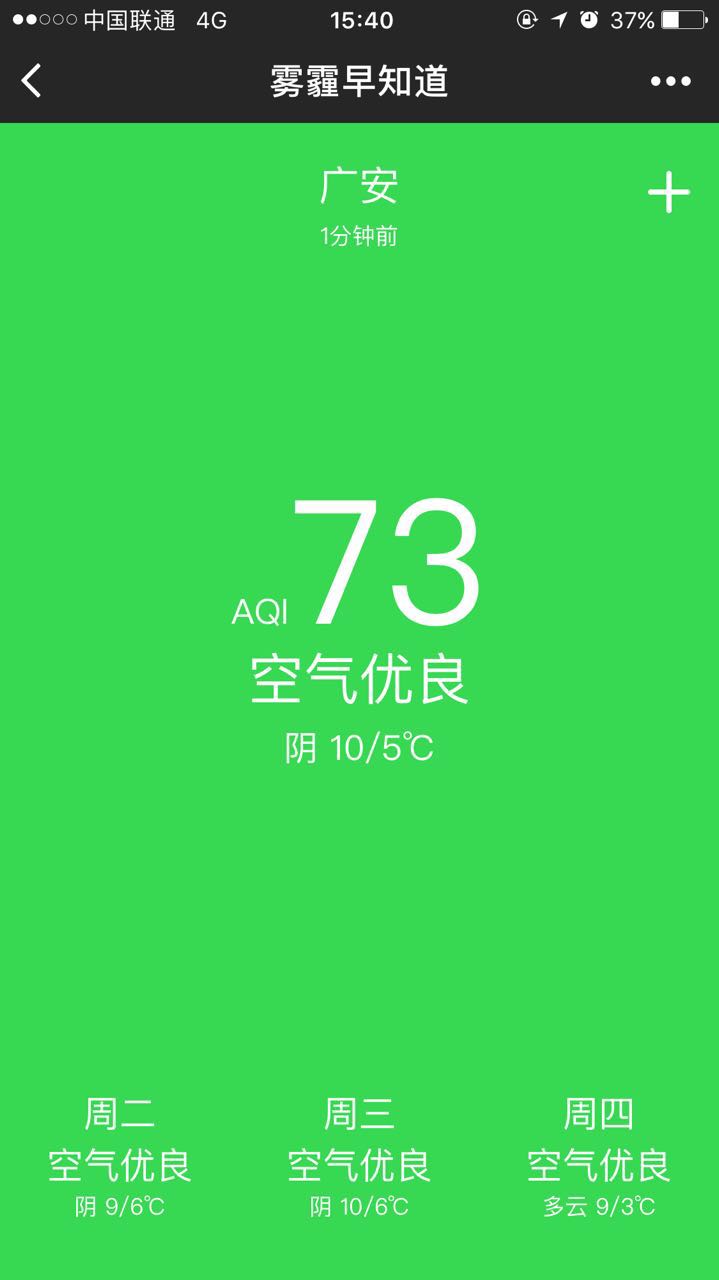 中国联通 4G 15:40 37%
雾霾早知道
广安
1分钟前
AQI 73
空气优良
阴 10/5℃
周二 周三 周四
空气优良 空气优良 空气优良
阴 9/6℃ 阴 10/6℃ 多云 9/3℃